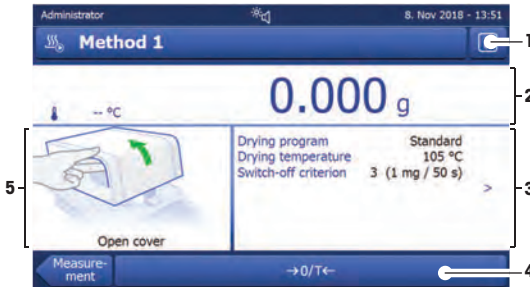 Administrator
8. Nov 2018 - 13:51
Method 1
1
0.000 g
2
-- °C
Drying program Standard
Drying temperature 105 °C
Switch-off criterion 3 (1 mg / 50 s)
>
3
5
Open cover
Measure-
ment
→0/T←
4